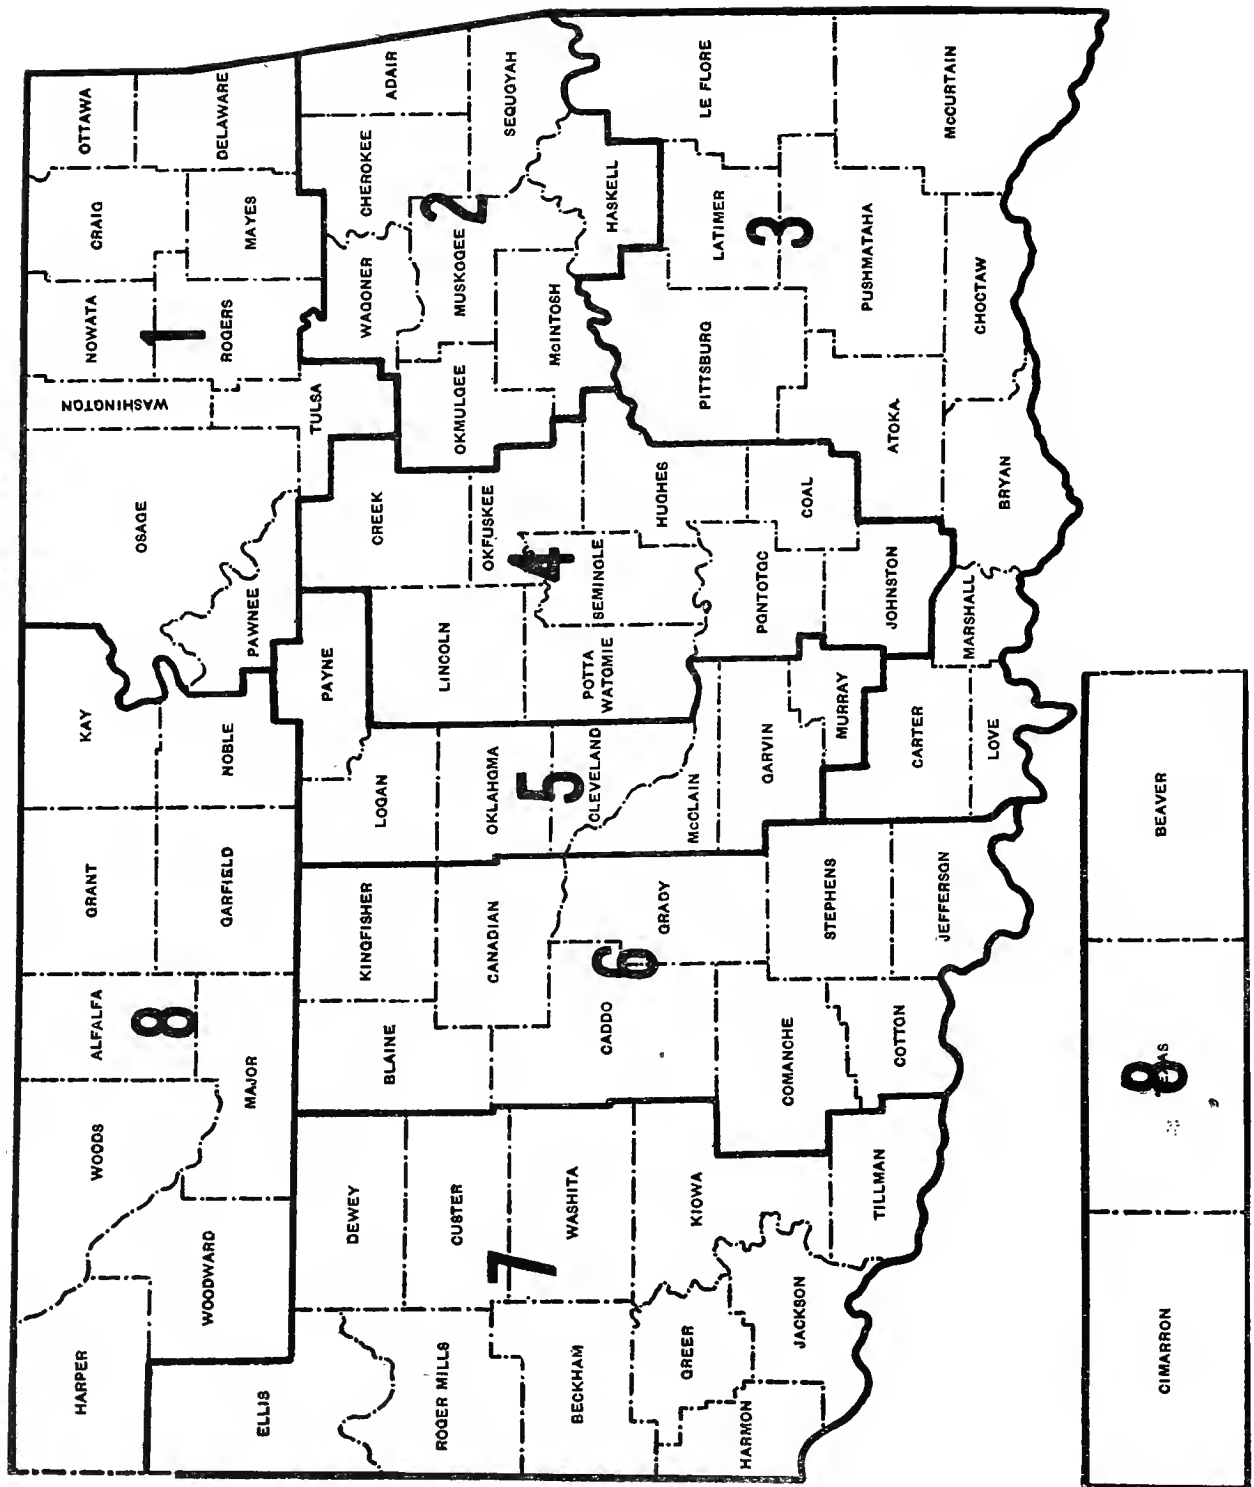 HARPER
WOODS
ALFALFA
GRANT
KAY
OSAGE
WASHINGTON
NOWATA
CRAIG
OTTAWA
8
1
WOODWARD
MAJOR
GARFIELD
NOBLE
PAWNEE
ROGERS
MAYES
DELAWARE
ELLIS
DEWEY
BLAINE
KINGFISHER
LOGAN
PAYNE
CREEK
TULSA
WAGONER
CHEROKEE
ADAIR
ROGER MILLS
CUSTER
CANADIAN
OKLAHOMA
LINCOLN
OKFUSKEE
OKMULGEE
MUSKOGEE
2
SEQUOYAH
7
5
4
BECKHAM
WASHITA
CADDO
6
CLEVELAND
POTTA
WATOMIE
SEMINOLE
McINTOSH
HASKELL
GREER
KIOWA
GRADY
McCLAIN
HUGHES
PITTSBURG
LATIMER
LE FLORE
3
HARMON
JACKSON
COMANCHE
GARVIN
PONTOTOC
COAL
TILLMAN
COTTON
STEPHENS
MURRAY
JOHNSTON
ATOKA
PUSHMATAHA
McCURTAIN
JEFFERSON
CARTER
LOVE
MARSHALL
BRYAN
CHOCTAW
CIMARRON
TEXAS
8
BEAVER